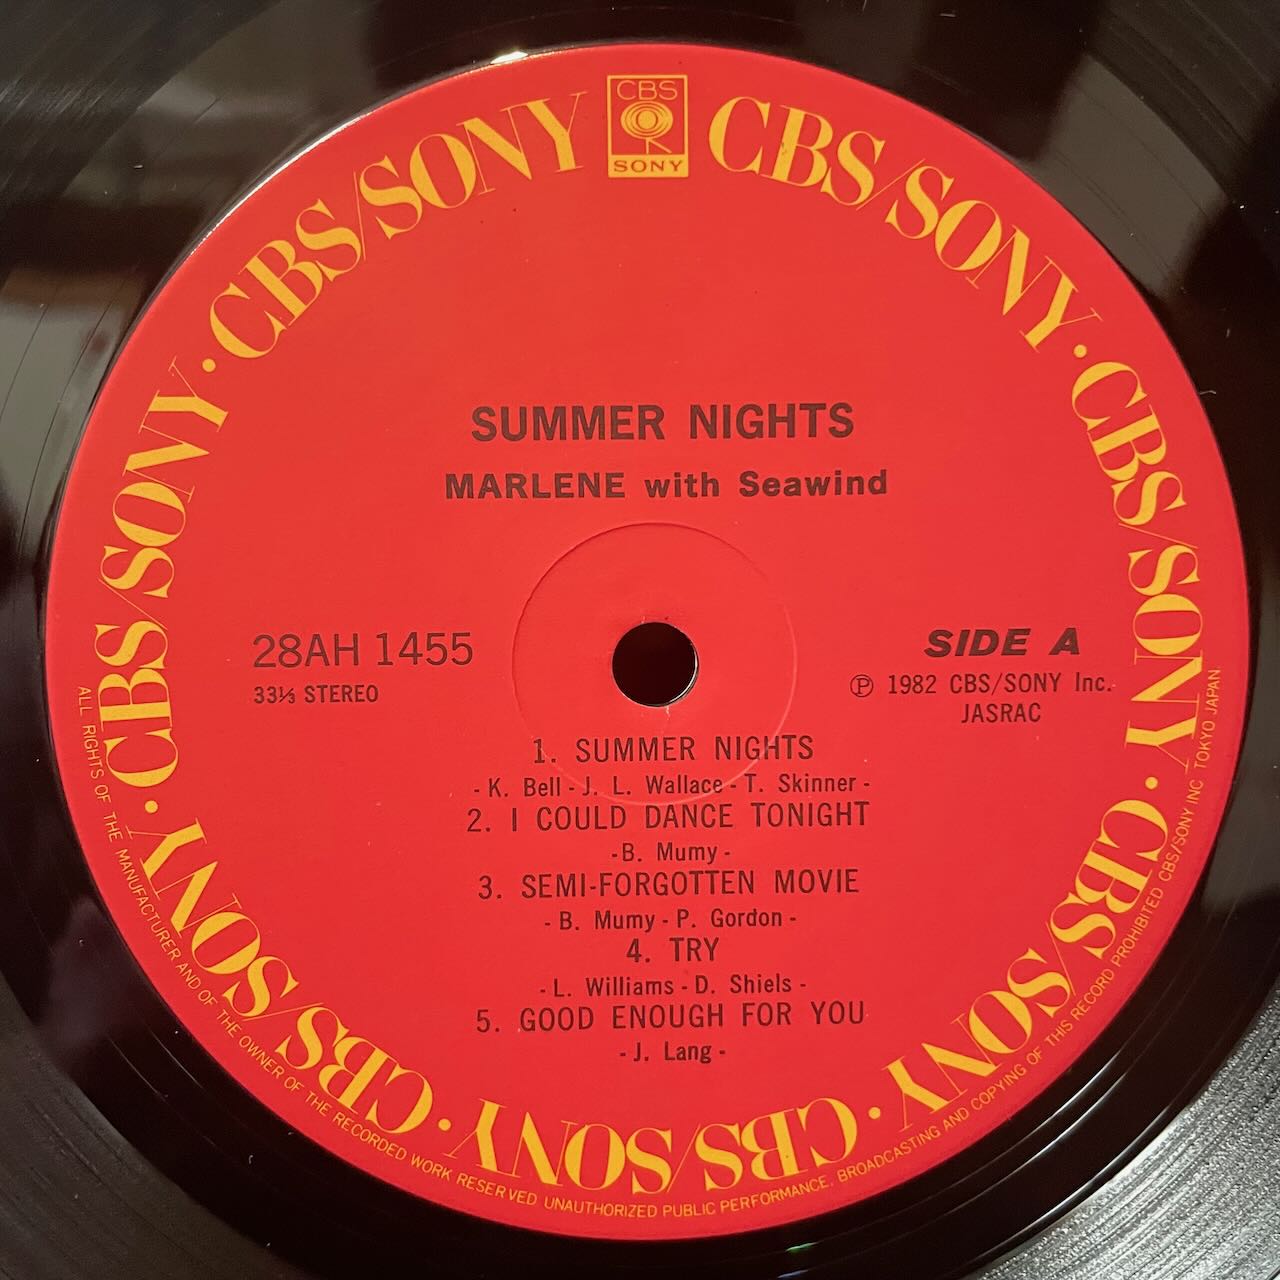 CBS
SONY
CBS/SONY · CBS/SONY · CBS/SONY · CBS/SONY · CBS/SONY · CBS/SONY · CBS/SONY · CBS/SONY
SUMMER NIGHTS
MARLENE with Seawind
28AH 1455
33⅓ STEREO
SIDE A
Ⓟ 1982 CBS/SONY Inc.
JASRAC
1. SUMMER NIGHTS
- K. Bell - J. L. Wallace - T. Skinner -
2. I COULD DANCE TONIGHT
- B. Mumy -
3. SEMI-FORGOTTEN MOVIE
- B. Mumy - P. Gordon -
4. TRY
- L. Williams - D. Shiels -
5. GOOD ENOUGH FOR YOU
- J. Lang -
ALL RIGHTS OF THE MANUFACTURER AND OF THE OWNER OF THE RECORDED WORK RESERVED UNAUTHORIZED PUBLIC PERFORMANCE. BROADCASTING AND COPYING OF THIS RECORD PROHIBITED CBS/SONY INC TOKYO JAPAN